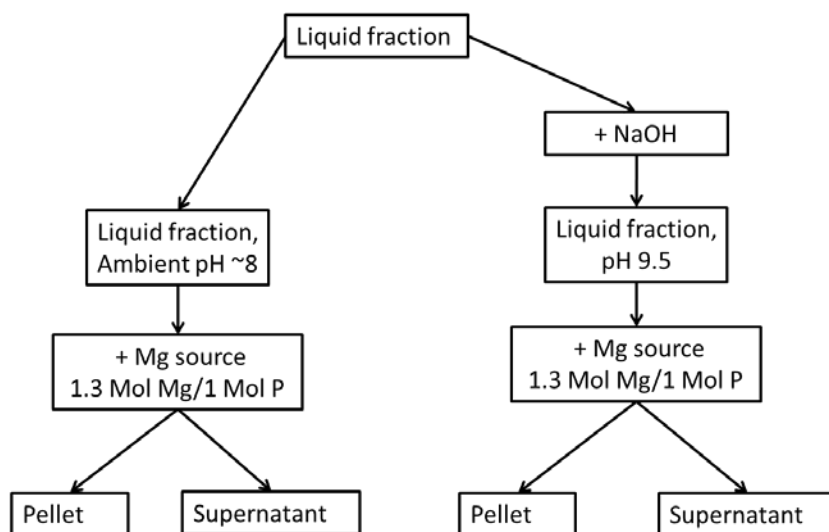 Liquid fraction
+ NaOH
Liquid fraction,
Ambient pH ~8
Liquid fraction,
pH 9.5
+ Mg source
1.3 Mol Mg/1 Mol P
+ Mg source
1.3 Mol Mg/1 Mol P
Pellet
Supernatant
Pellet
Supernatant